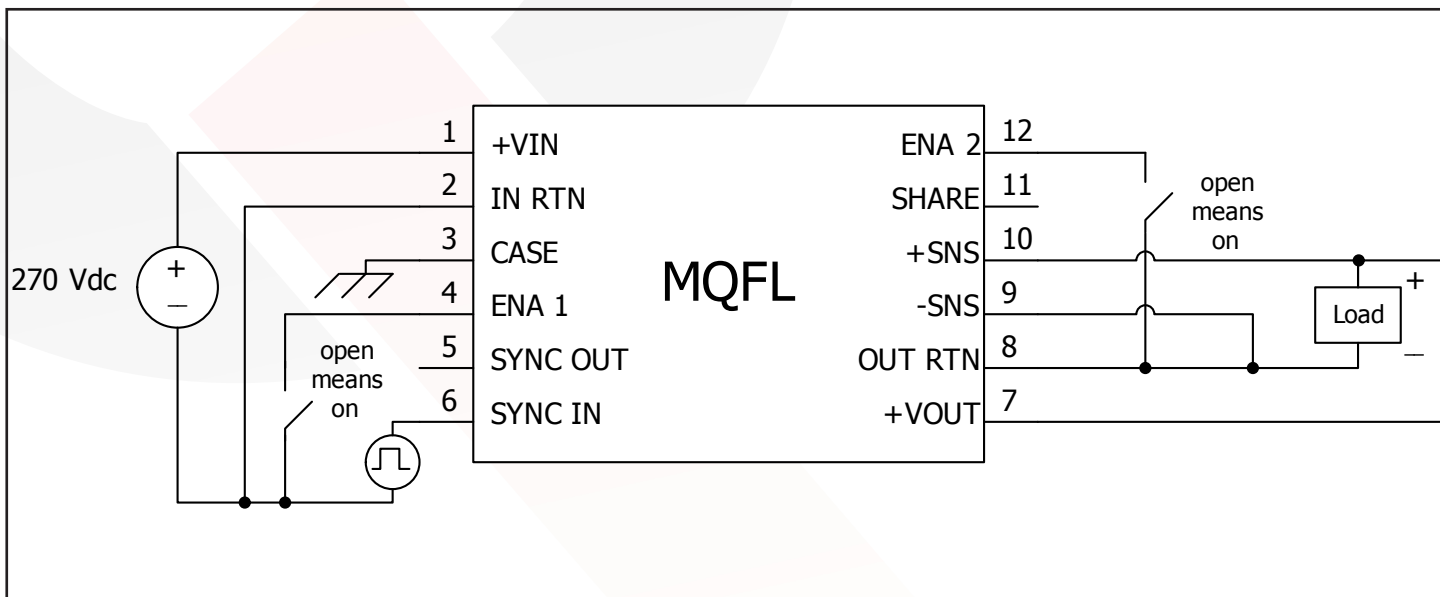 1
+VIN
2
IN RTN
3
CASE
4
ENA 1
5
SYNC OUT
6
SYNC IN
270 Vdc
+
—
open
means
on
MQFL
12
ENA 2
11
SHARE
10
+SNS
9
-SNS
8
OUT RTN
7
+VOUT
open
means
on
+
Load
—